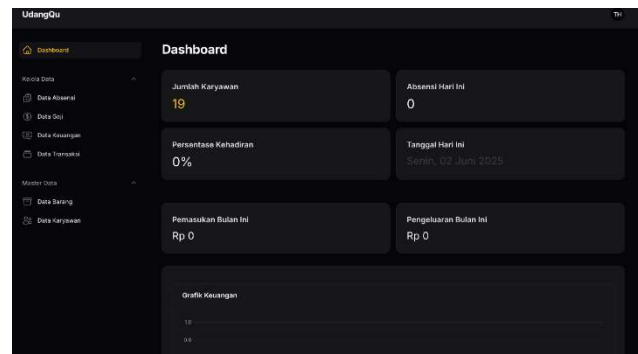 UdangQu
TH
Dashboard
Kelola Data
Data Absensi
Data Gaji
Data Keuangan
Data Transaksi
Master Data
Data Barang
Data Karyawan
Dashboard
Jumlah Karyawan
19
Absensi Hari Ini
0
Persentase Kehadiran
0%
Tanggal Hari Ini
Senin, 02 Juni 2025
Pemasukan Bulan Ini
Rp 0
Pengeluaran Bulan Ini
Rp 0
Grafik Keuangan
1.0
0.8